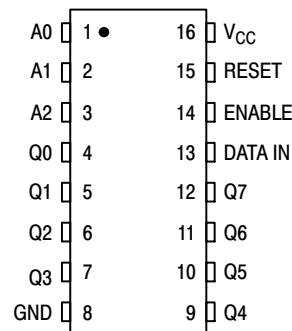 A0 1 16 VCC
A1 2 15 RESET
A2 3 14 ENABLE
Q0 4 13 DATA IN
Q1 5 12 Q7
Q2 6 11 Q6
Q3 7 10 Q5
GND 8 9 Q4